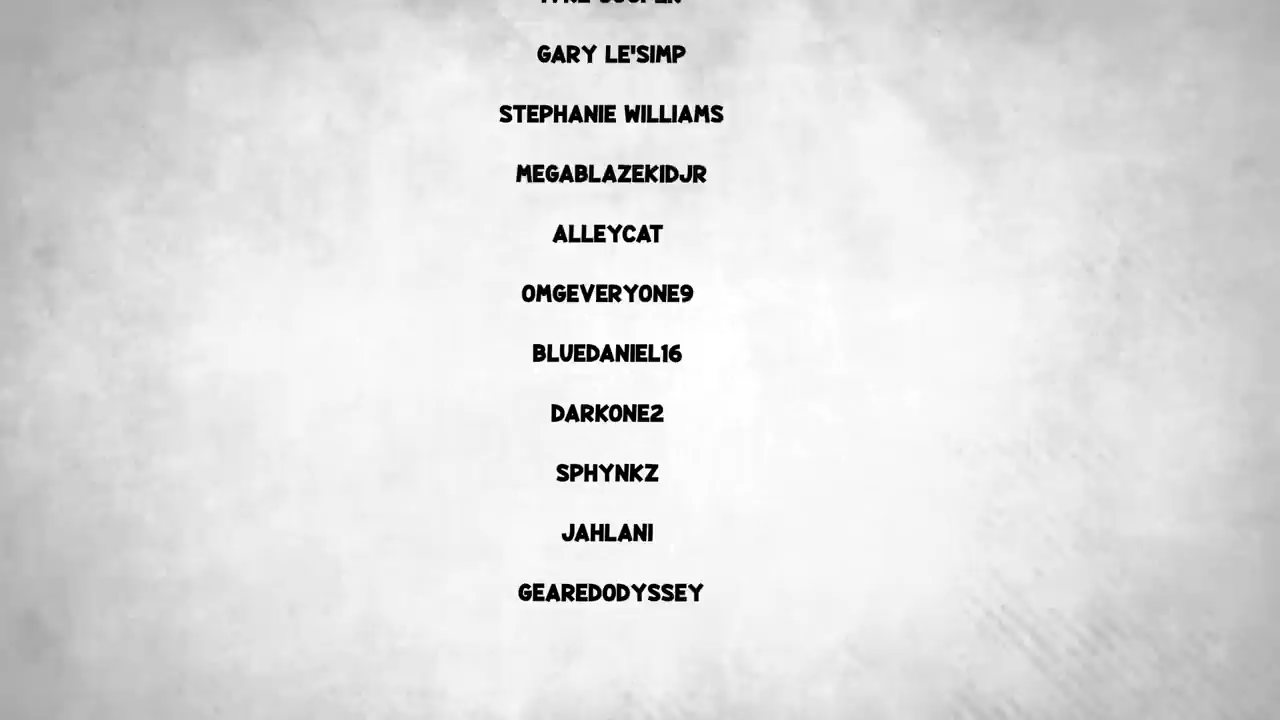 GARY LE'SIMP
STEPHANIE WILLIAMS
MEGABLAZEKIDJR
ALLEYCAT
OMGEVERYONE9
BLUEDANIEL16
DARKONE2
SPHYNKZ
JAHLANI
GEAREDODYSSEY